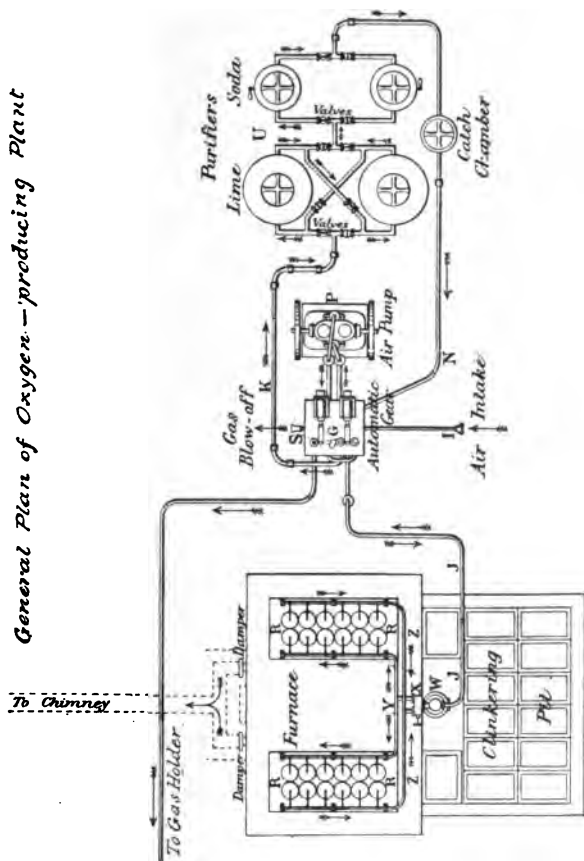 General Plan of Oxygen-producing Plant
To Chimney
To Gas Holder
Damper
Damper
Furnace
R
R
R
R
Y
Z
Z
X
H
W
J
J
Clinkering
Pit
Gas
Blow-off
K
S
G
P
Air Pump
Automatic
Gear
I
Air Intake
N
Purifiers
Lime
Soda
U
Valves
Valves
Catch
Chamber